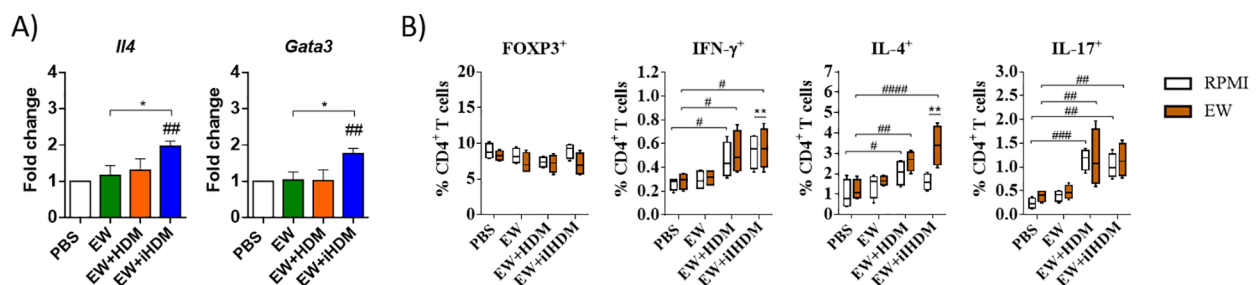 A)
Il4
Fold change
4
3
2
1
0
*
##
PBS
EW
EW+HDM
EW+iHDM
Gata3
Fold change
4
3
2
1
0
*
##
PBS
EW
EW+HDM
EW+iHDM
B)
FOXP3⁺
% CD4⁺ T cells
20
15
10
5
0
PBS
EW
EW+HDM
EW+iHDM
IFN-γ⁺
% CD4⁺ T cells
1.2
1.0
0.8
0.6
0.4
0.2
0.0
#
#
#
**
PBS
EW
EW+HDM
EW+iHDM
IL-4⁺
% CD4⁺ T cells
7
6
5
4
3
2
1
0
####
##
#
**
PBS
EW
EW+HDM
EW+iHDM
IL-17⁺
% CD4⁺ T cells
3.0
2.5
2.0
1.5
1.0
0.5
0.0
##
##
##
###
PBS
EW
EW+HDM
EW+iHDM
RPMI
EW